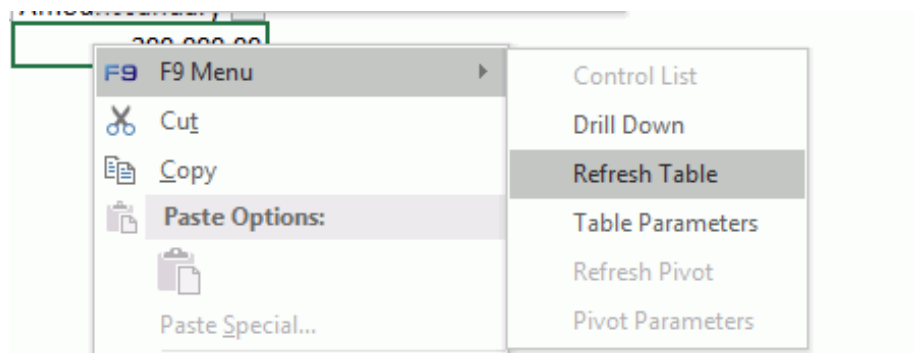 F9 F9 Menu
Cut
Copy
Paste Options:
Paste Special...
Control List
Drill Down
Refresh Table
Table Parameters
Refresh Pivot
Pivot Parameters